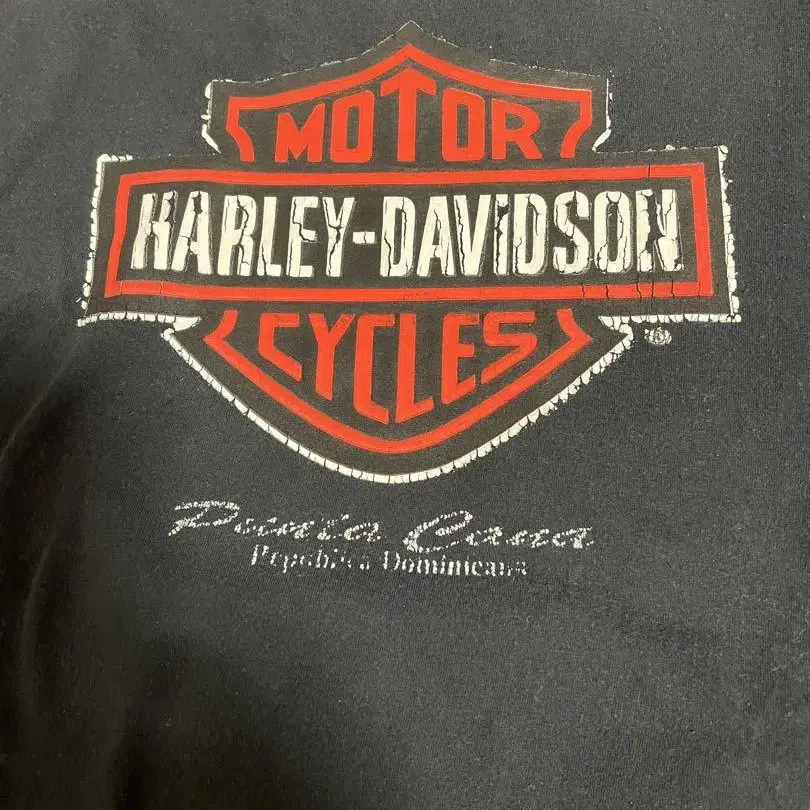 MOTOR
HARLEY-DAVIDSON
CYCLES
®
Punta Cana
Republica Dominicana